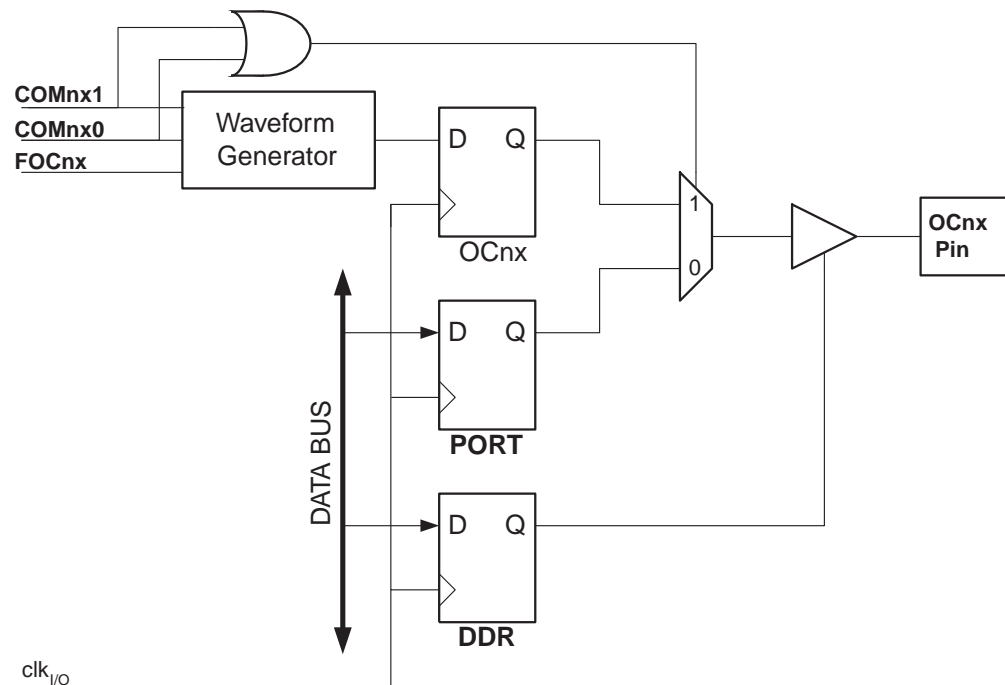 COMnx1
COMnx0
FOCnx
Waveform
Generator
D Q
OCnx
1
0
OCnx
Pin
D Q
PORT
DATA BUS
D Q
DDR
clkI/O